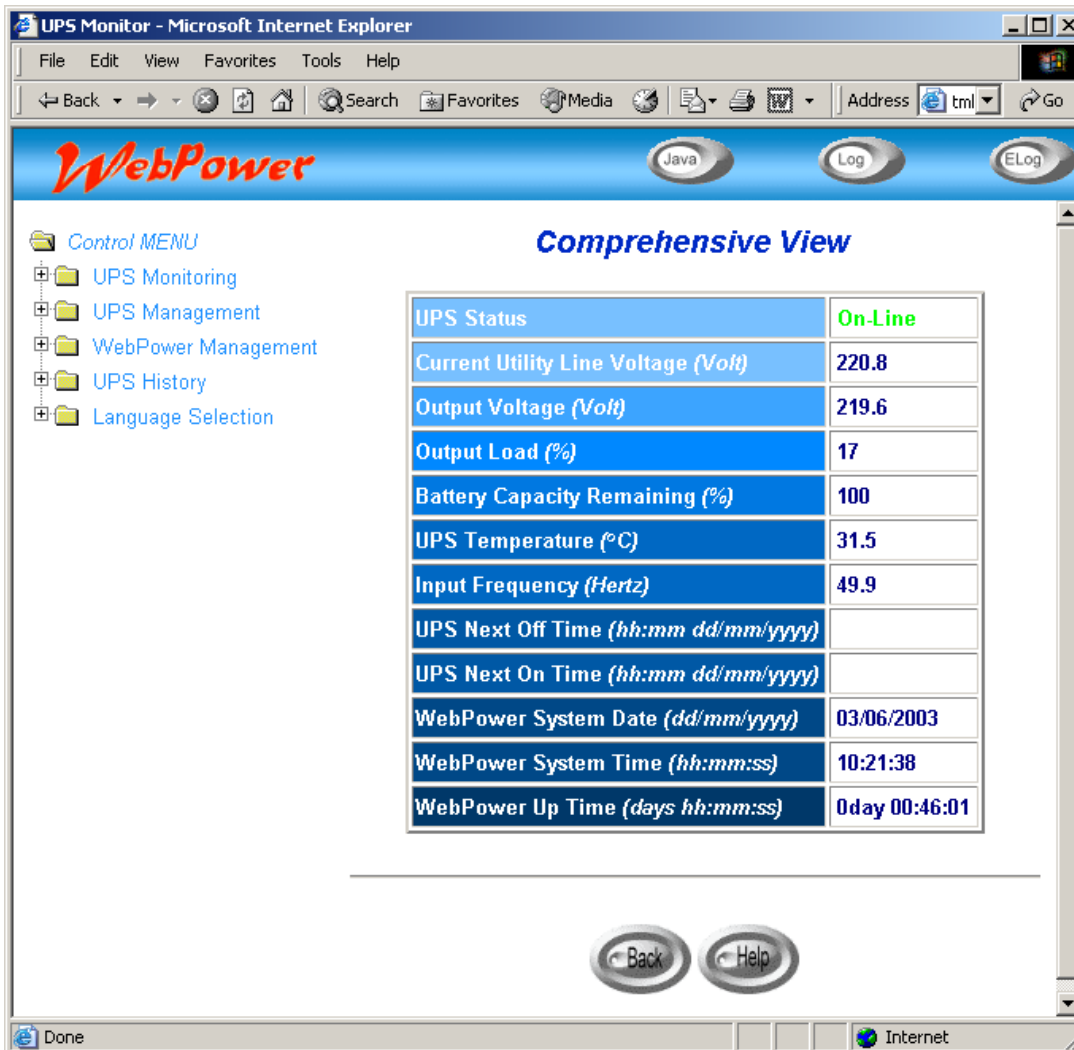 UPS Monitor - Microsoft Internet Explorer
File Edit View Favorites Tools Help
Back Search Favorites Media Address tml Go
WebPower Java Log ELog
Control MENU
UPS Monitoring
UPS Management
WebPower Management
UPS History
Language Selection
Comprehensive View
UPS Status On-Line
Current Utility Line Voltage (Volt) 220.8
Output Voltage (Volt) 219.6
Output Load (%) 17
Battery Capacity Remaining (%) 100
UPS Temperature (°C) 31.5
Input Frequency (Hertz) 49.9
UPS Next Off Time (hh:mm dd/mm/yyyy)
UPS Next On Time (hh:mm dd/mm/yyyy)
WebPower System Date (dd/mm/yyyy) 03/06/2003
WebPower System Time (hh:mm:ss) 10:21:38
WebPower Up Time (days hh:mm:ss) 0day 00:46:01
Back Help
Done Internet